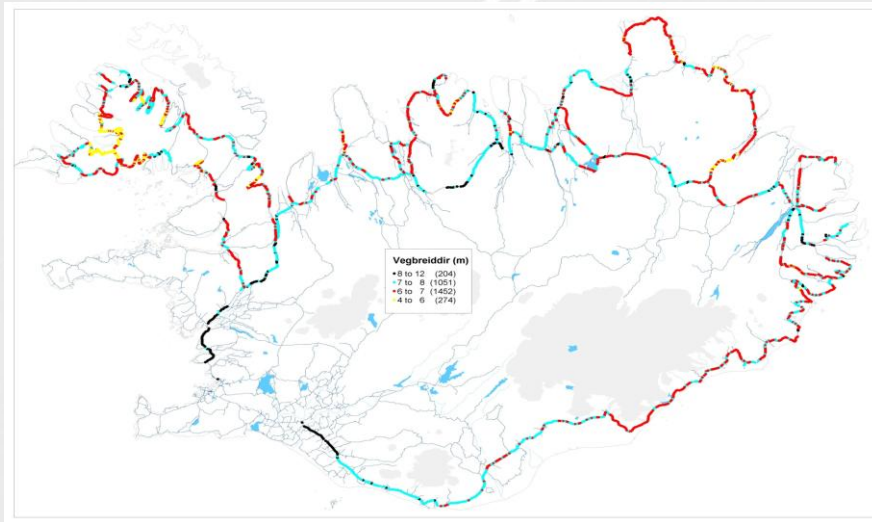 Vegbreiddir (m)
8 to 12 (204)
7 to 8 (1051)
6 to 7 (1452)
4 to 6 (274)